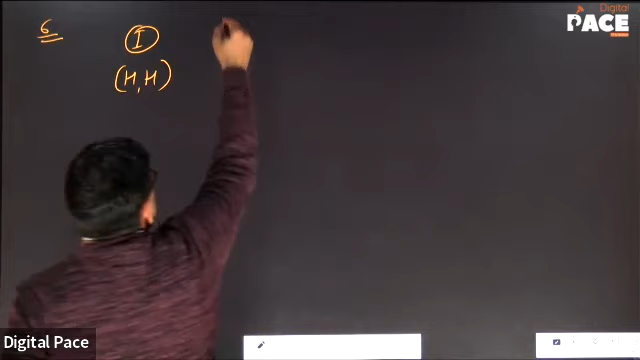 6 I
(H, H)
Digital
PACE
Digital Pace